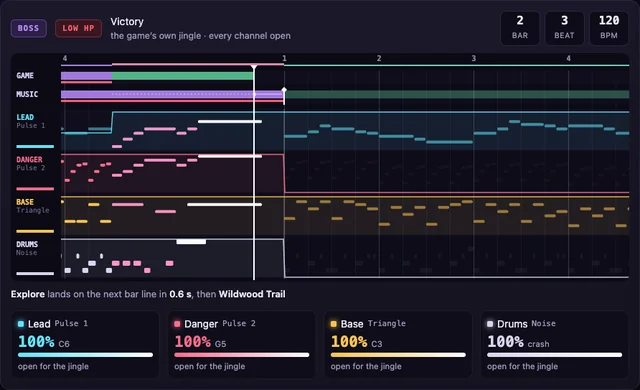 BOSS
LOW HP
Victory
the game's own jingle · every channel open
2
BAR
3
BEAT
120
BPM
4
1
2
3
4
GAME
MUSIC
LEAD
Pulse 1
DANGER
Pulse 2
BASE
Triangle
DRUMS
Noise
Explore lands on the next bar line in 0.6 s, then Wildwood Trail
Lead Pulse 1
100% C6
open for the jingle
Danger Pulse 2
100% G5
open for the jingle
Base Triangle
100% C3
open for the jingle
Drums Noise
100% crash
open for the jingle